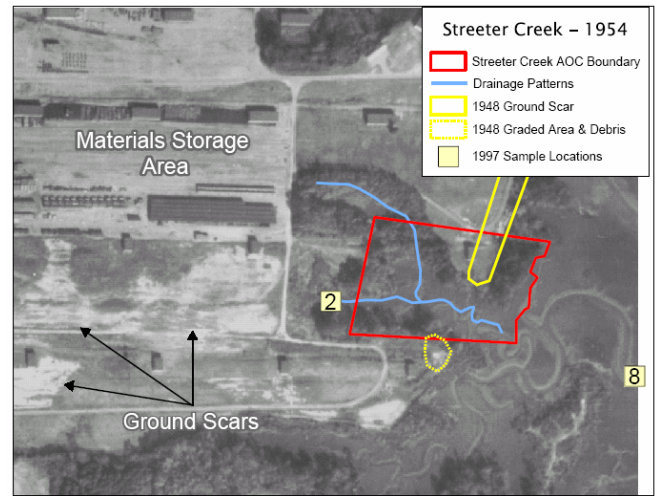 Streeter Creek – 1954
Streeter Creek AOC Boundary
Drainage Patterns
1948 Ground Scar
1948 Graded Area & Debris
1997 Sample Locations
Materials Storage
Area
2
8
Ground Scars